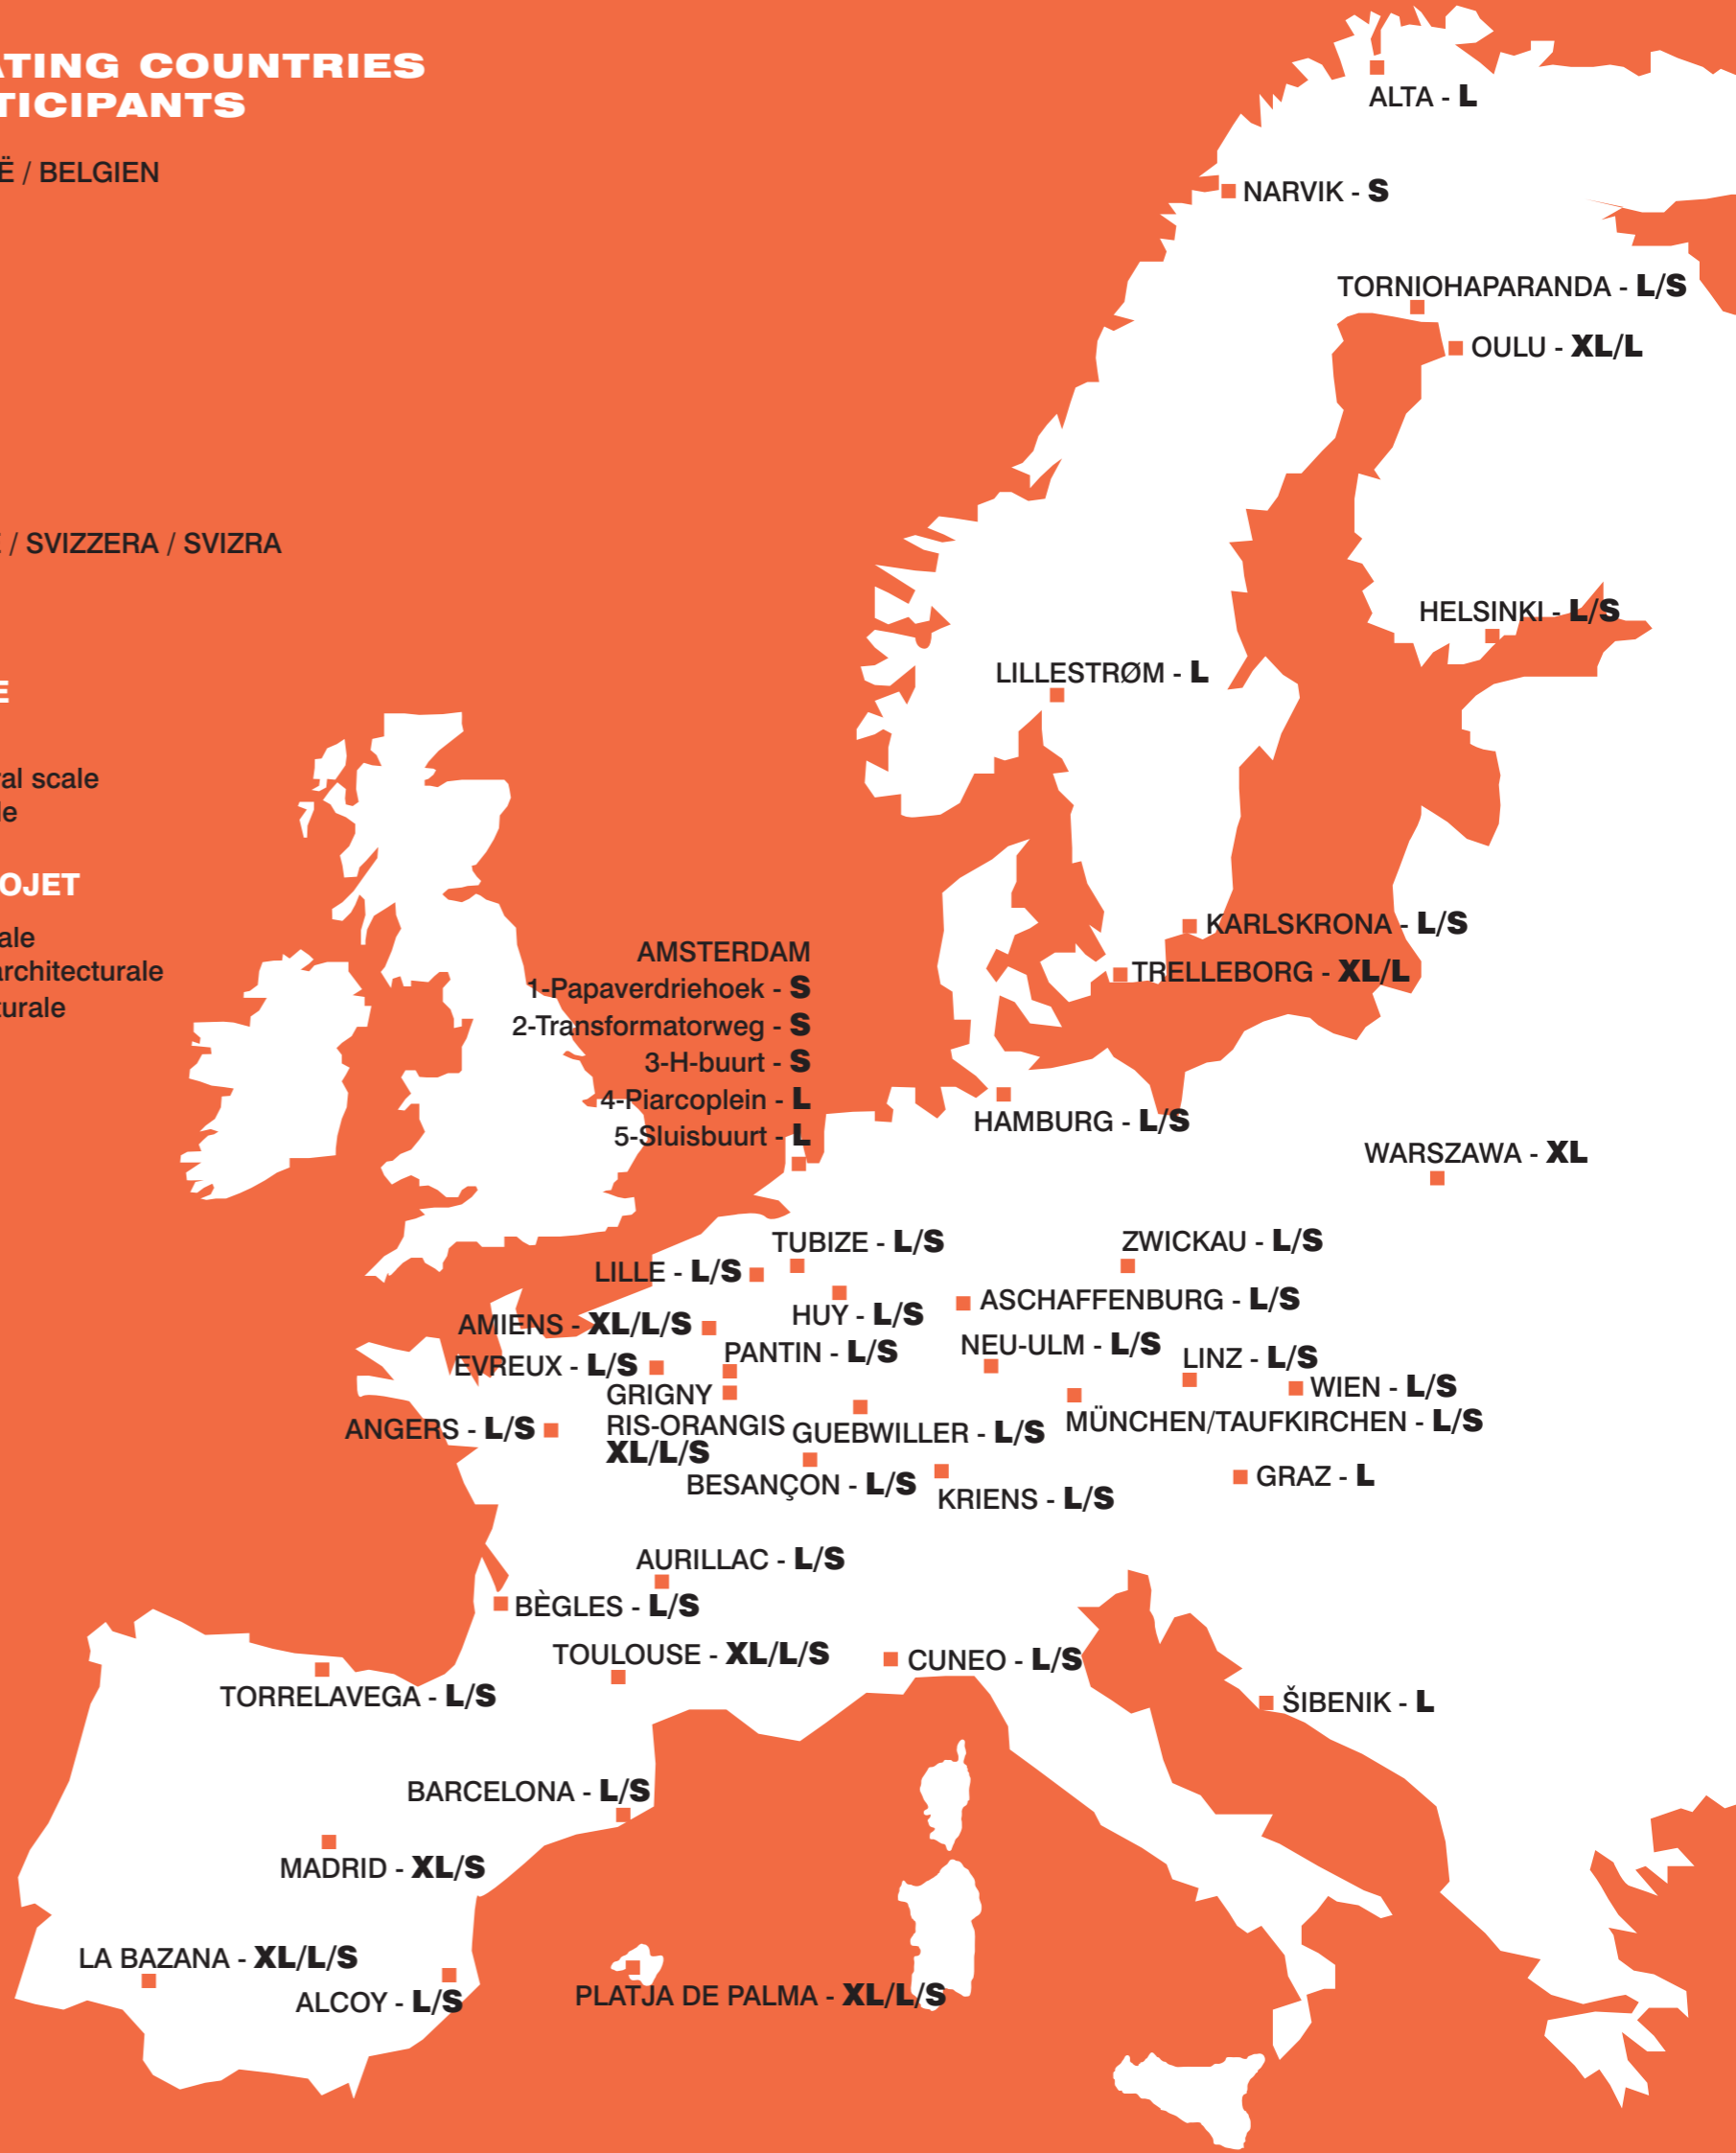 ATING COUNTRIES
TICIPANTS
Ë / BELGIEN
/ SVIZZERA / SVIZRA
E
al scale
le
OJET
ale
architecturale
turale
ALTA - L
NARVIK - S
TORNIOHAPARANDA - L/S
OULU - XL/L
HELSINKI - L/S
LILLESTRØM - L
KARLSKRONA - L/S
TRELLEBORG - XL/L
AMSTERDAM
1-Papaverdriehoek - S
2-Transformatorweg - S
3-H-buurt - S
4-Piarcoplein - L
5-Sluisbuurt - L
HAMBURG - L/S
WARSZAWA - XL
TUBIZE - L/S
ZWICKAU - L/S
LILLE - L/S
HUY - L/S
ASCHAFFENBURG - L/S
AMIENS - XL/L/S
PANTIN - L/S
NEU-ULM - L/S
LINZ - L/S
EVREUX - L/S
WIEN - L/S
GRIGNY
RIS-ORANGIS
XL/L/S
ANGERS - L/S
GUEBWILLER - L/S
MÜNCHEN/TAUFKIRCHEN - L/S
BESANÇON - L/S
KRIENS - L/S
GRAZ - L
AURILLAC - L/S
BÈGLES - L/S
TOULOUSE - XL/L/S
CUNEO - L/S
TORRELAVEGA - L/S
ŠIBENIK - L
BARCELONA - L/S
MADRID - XL/S
LA BAZANA - XL/L/S
ALCOY - L/S
PLATJA DE PALMA - XL/L/S